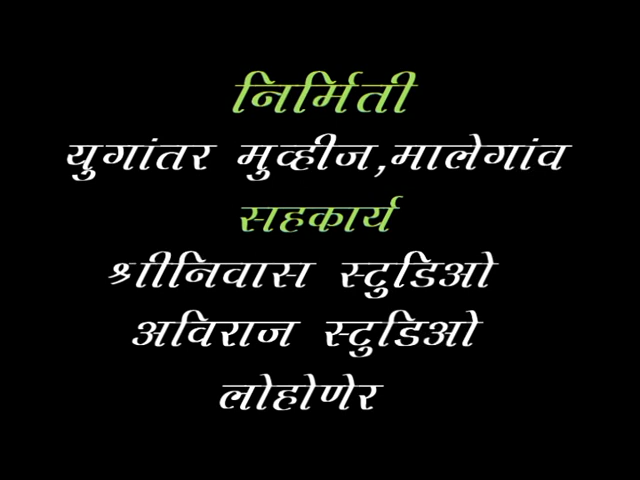 निर्मिती
युगांतर मुव्हीज,मालेगांव
सहकार्य
श्रीनिवास स्टुडिओ
अविराज स्टुडिओ
लोहोणेर